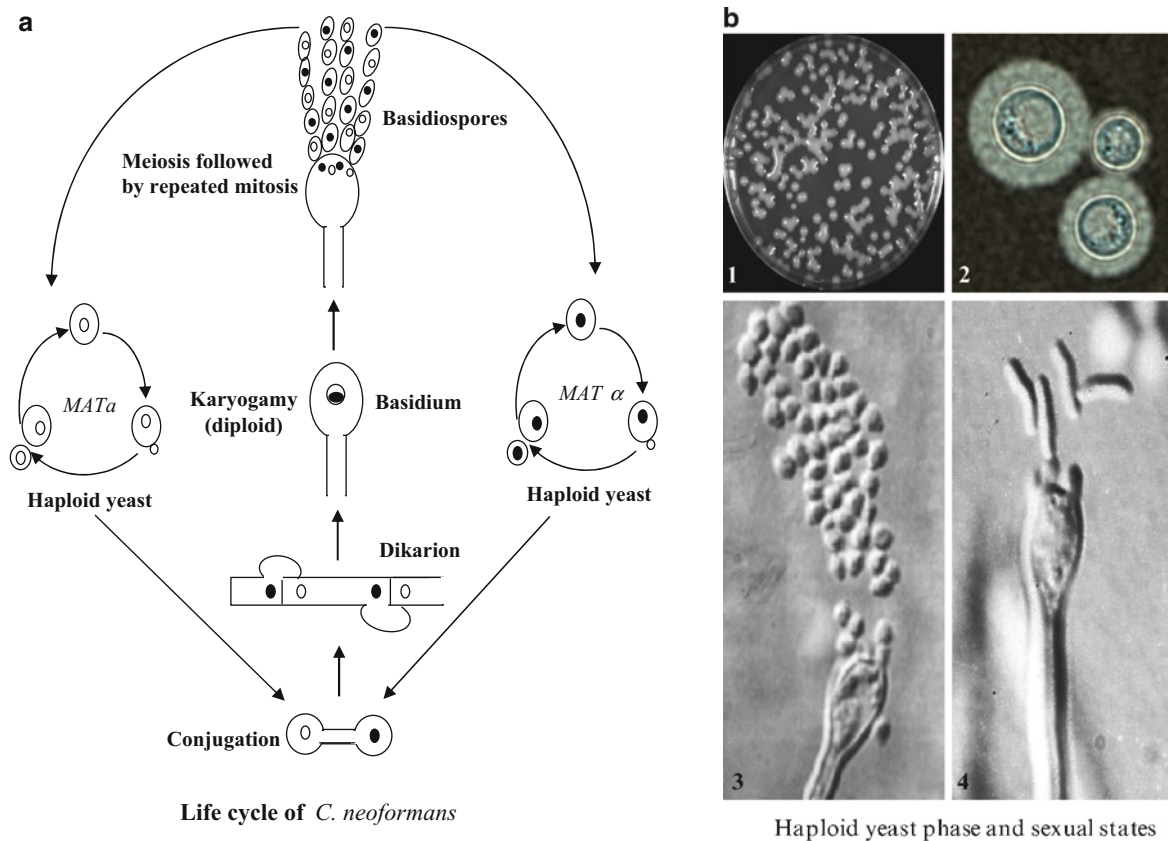 a
Basidiospores
Meiosis followed
by repeated mitosis
MATa
Haploid yeast
Karyogamy
(diploid)
Basidium
MAT α
Haploid yeast
Dikarion
Conjugation
Life cycle of C. neoformans
b
1
2
3
4
Haploid yeast phase and sexual states